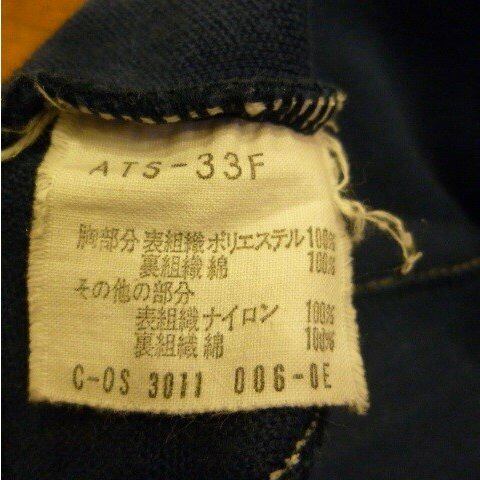 ATS-33F
胸部分 表組織 ポリエステル 100%
裏組織 綿 100%
その他の部分
表組織 ナイロン 100%
裏組織 綿 100%
C-OS 3011 006-0E